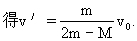 得v′ = m/(2m－M) v₀.